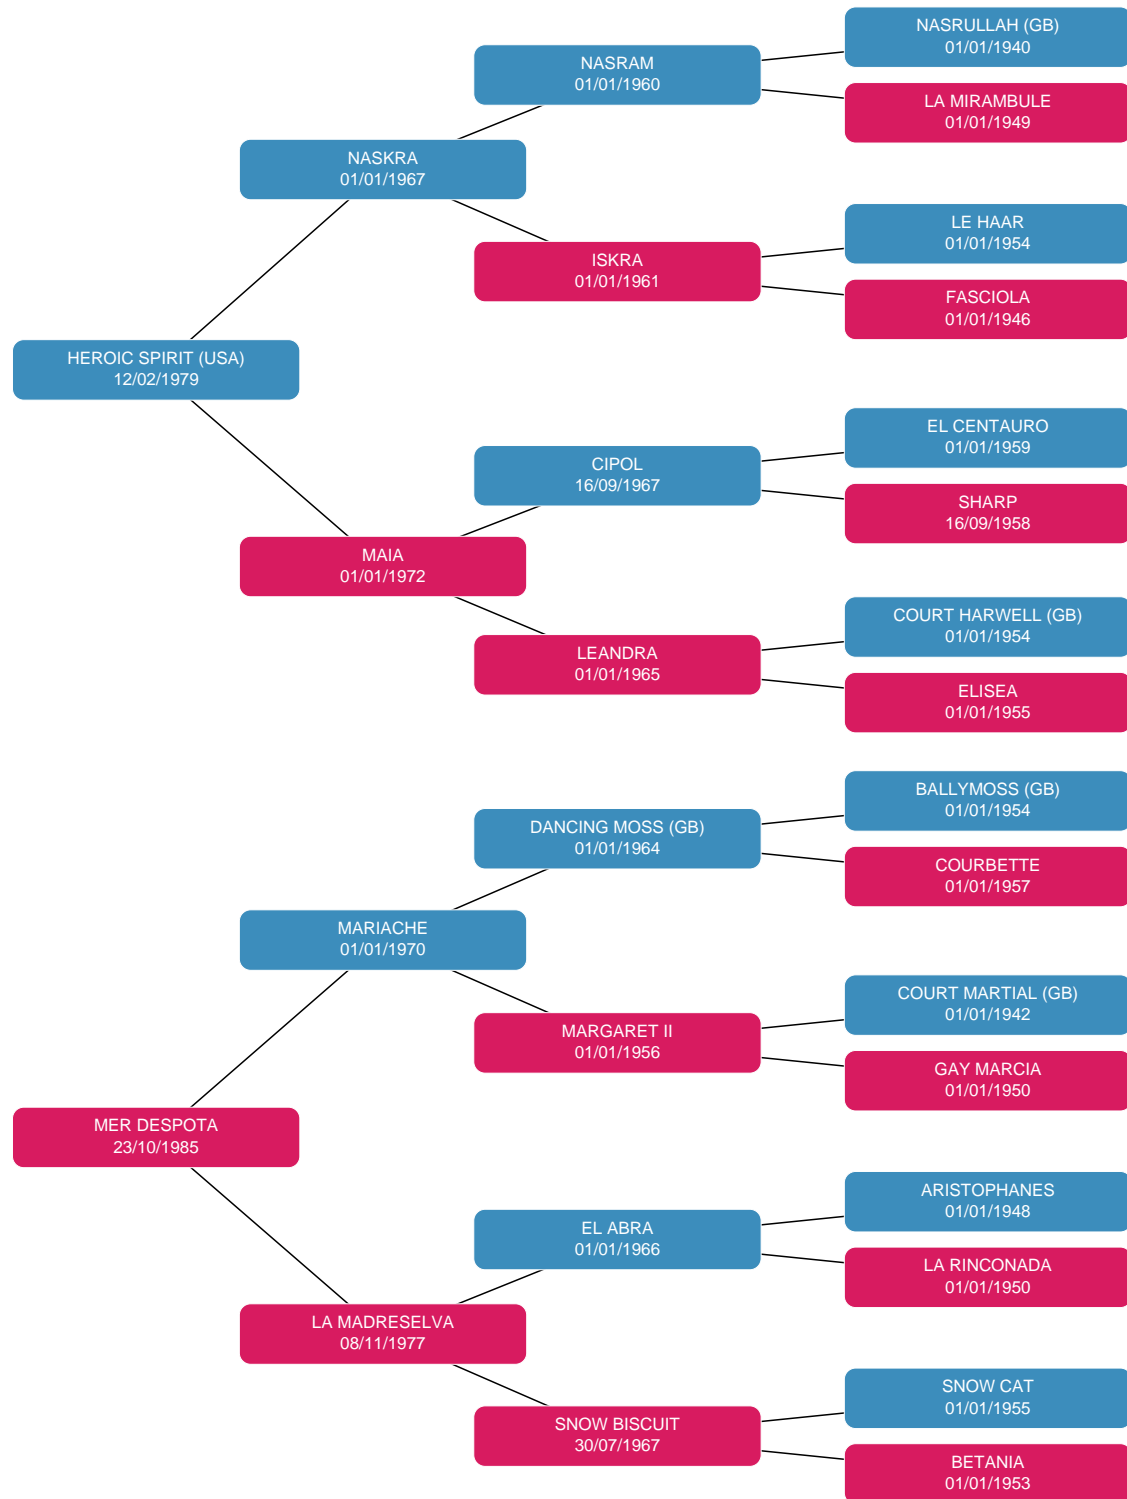 NASRULLAH (GB)
01/01/1940
NASRAM
01/01/1960
LA MIRAMBULE
01/01/1949
NASKRA
01/01/1967
LE HAAR
01/01/1954
ISKRA
01/01/1961
FASCIOLA
01/01/1946
HEROIC SPIRIT (USA)
12/02/1979
EL CENTAURO
01/01/1959
CIPOL
16/09/1967
SHARP
16/09/1958
MAIA
01/01/1972
COURT HARWELL (GB)
01/01/1954
LEANDRA
01/01/1965
ELISEA
01/01/1955
BALLYMOSS (GB)
01/01/1954
DANCING MOSS (GB)
01/01/1964
COURBETTE
01/01/1957
MARIACHE
01/01/1970
COURT MARTIAL (GB)
01/01/1942
MARGARET II
01/01/1956
GAY MARCIA
01/01/1950
MER DESPOTA
23/10/1985
ARISTOPHANES
01/01/1948
EL ABRA
01/01/1966
LA RINCONADA
01/01/1950
LA MADRESELVA
08/11/1977
SNOW CAT
01/01/1955
SNOW BISCUIT
30/07/1967
BETANIA
01/01/1953